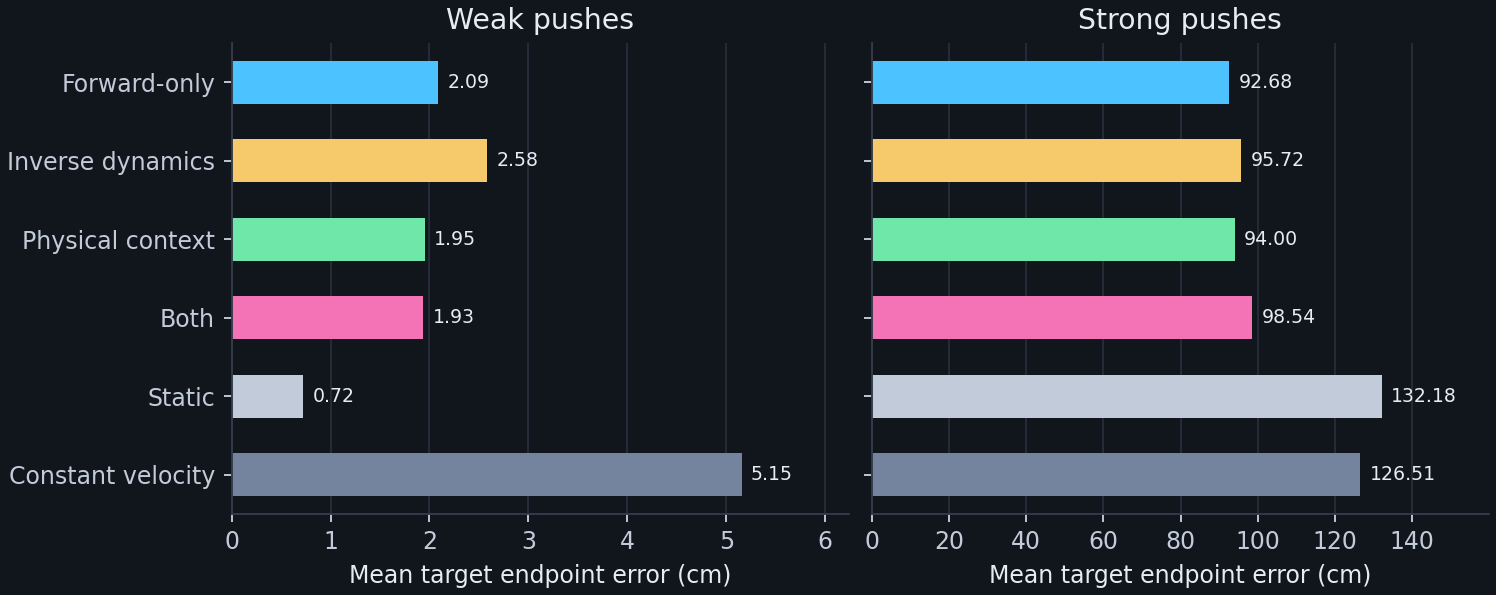 Weak pushes
Strong pushes
Forward-only
2.09
92.68
Inverse dynamics
2.58
95.72
Physical context
1.95
94.00
Both
1.93
98.54
Static
0.72
132.18
Constant velocity
5.15
126.51
0 1 2 3 4 5 6
0 20 40 60 80 100 120 140
Mean target endpoint error (cm)
Mean target endpoint error (cm)